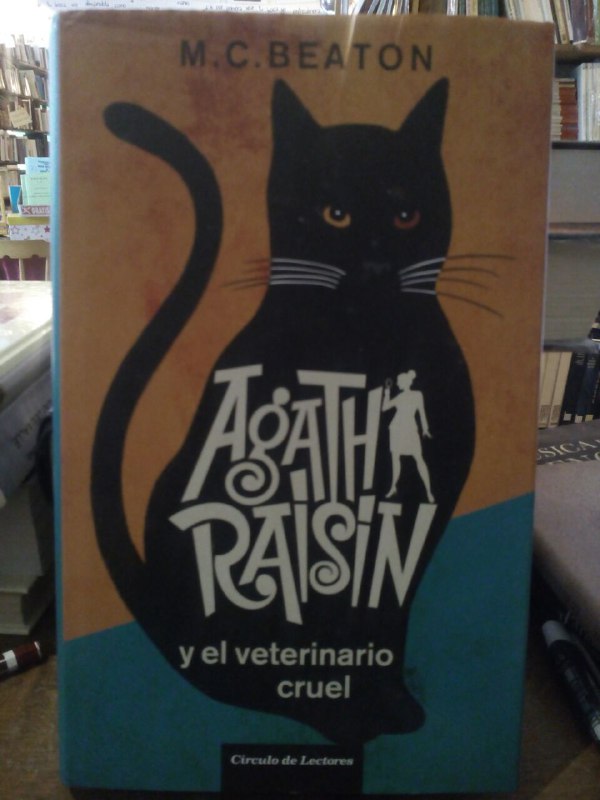 M.C.BEATON
AGATHA
RAISIN
y el veterinario
cruel
Círculo de Lectores